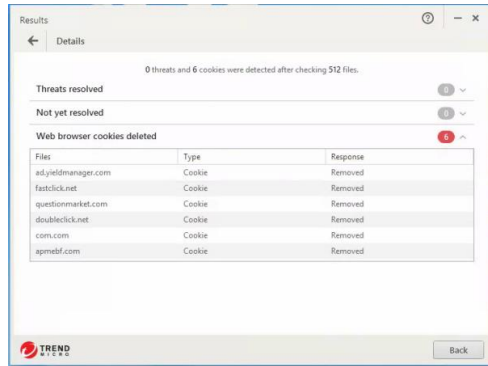 Results
Details
0 threats and 6 cookies were detected after checking 512 files.
Threats resolved 0
Not yet resolved 0
Web browser cookies deleted 6
Files Type Response
ad.yieldmanager.com Cookie Removed
fastclick.net Cookie Removed
questionmarket.com Cookie Removed
doubleclick.net Cookie Removed
com.com Cookie Removed
apmebf.com Cookie Removed
TREND
MICRO
Back